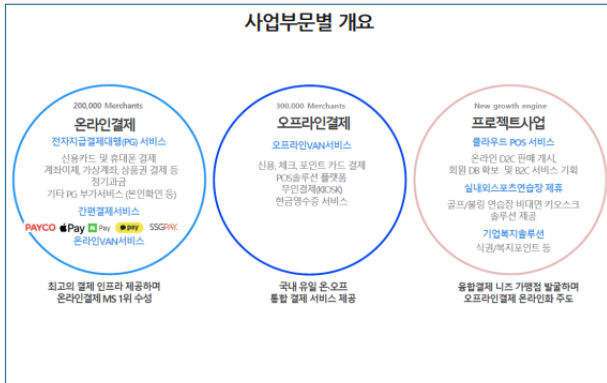 사업부문별 개요
200,000 Merchants
온라인결제
전자지급결제대행(PG) 서비스
신용카드 및 휴대폰 결제
계좌이체, 가상계좌, 상품권 결제 등
정기과금
기타 PG 부가서비스 (본인확인 등)
간편결제서비스
PAYCO Pay N Pay pay SSGPAY.
온라인VAN서비스
최고의 결제 인프라 제공하며
온라인결제 MS 1위 수성
300,000 Merchants
오프라인결제
오프라인VAN서비스
신용, 체크, 포인트 카드 결제
POS솔루션 플랫폼
무인결제(KIOSK)
현금영수증 서비스
국내 유일 온·오프
통합 결제 서비스 제공
New growth engine
프로젝트사업
클라우드 POS 서비스
온라인 D2C 판매 개시,
회원 DB 확보 및 B2C 서비스 기획
실내외스포츠연습장 제휴
골프/볼링 연습장 비대면 키오스크
솔루션 제공
기업복지솔루션
식권/복지포인트 등
융합결제 니즈 가맹점 발굴하며
오프라인결제 온라인화 주도